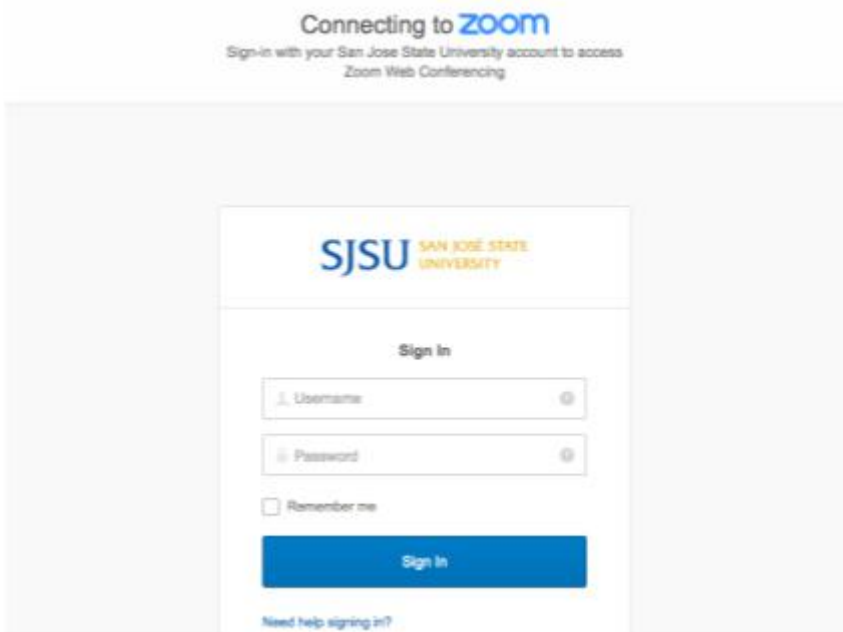 Connecting to zoom
Sign-in with your San Jose State University account to access
Zoom Web Conferencing
SJSU SAN JOSÉ STATE
UNIVERSITY
Sign In
Username
Password
Remember me
Sign In
Need help signing in?